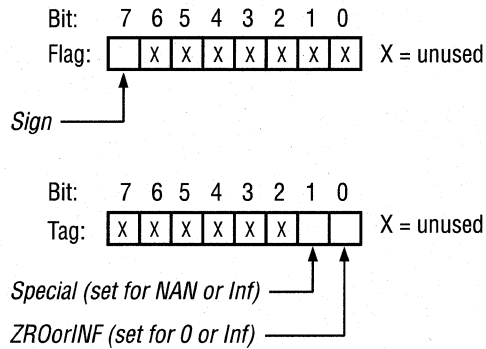 Bit: 7 6 5 4 3 2 1 0
Flag: X X X X X X X X = unused
Sign
Bit: 7 6 5 4 3 2 1 0
Tag: X X X X X X X = unused
Special (set for NAN or Inf)
ZROorINF (set for 0 or Inf)